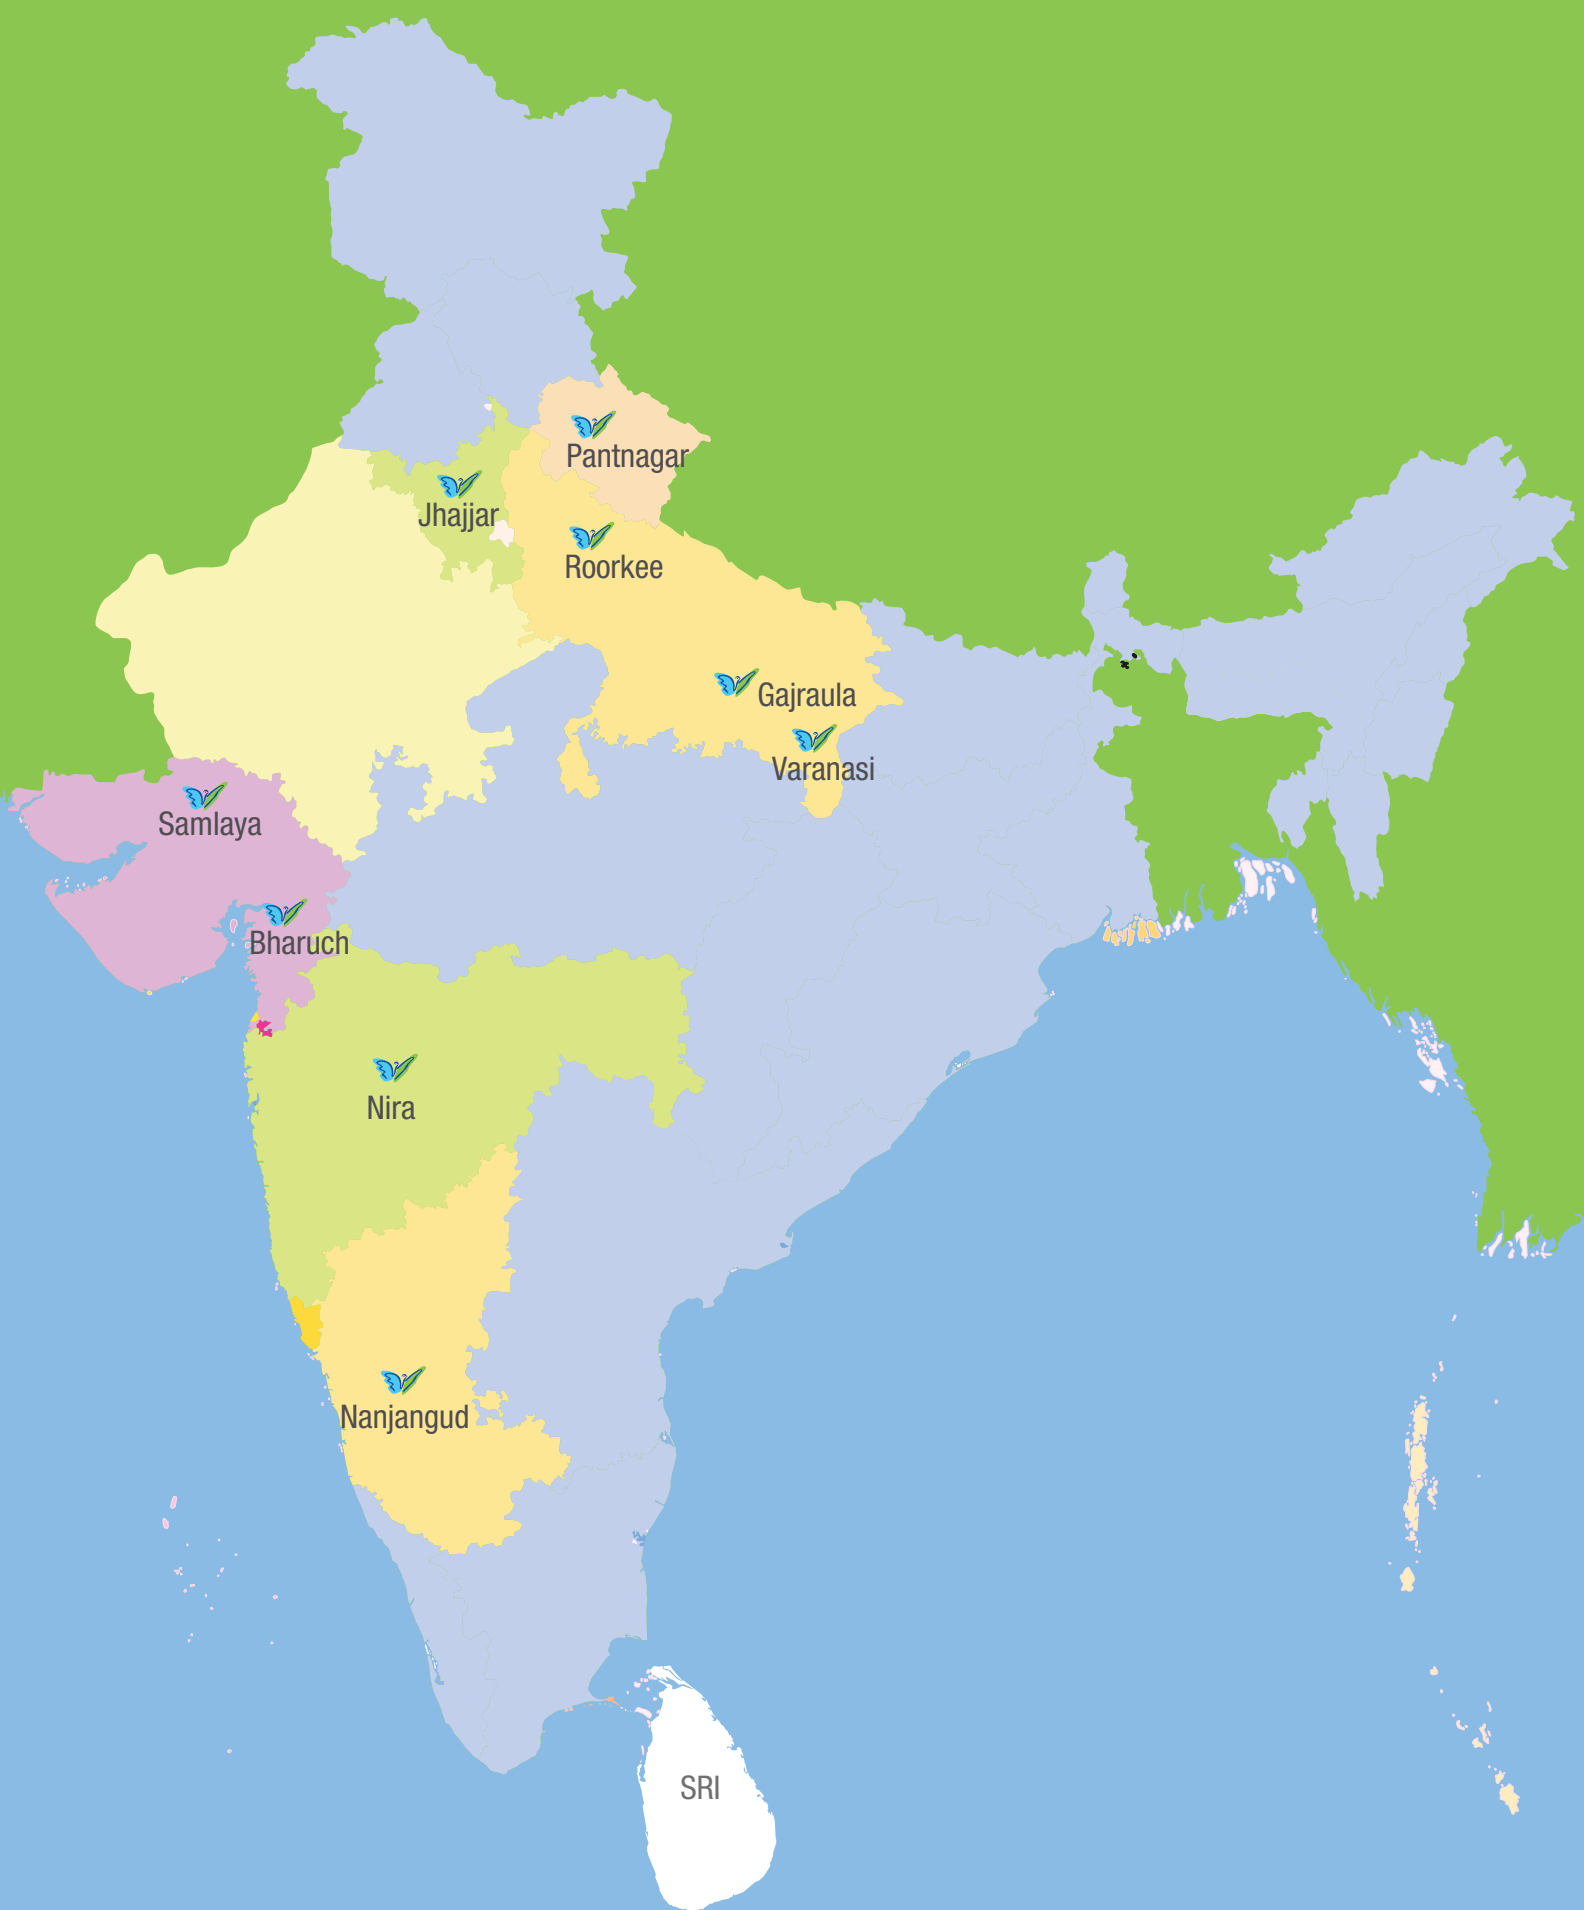 Pantnagar
Jhajjar
Roorkee
Gajraula
Varanasi
Samlaya
Bharuch
Nira
Nanjangud
SRI